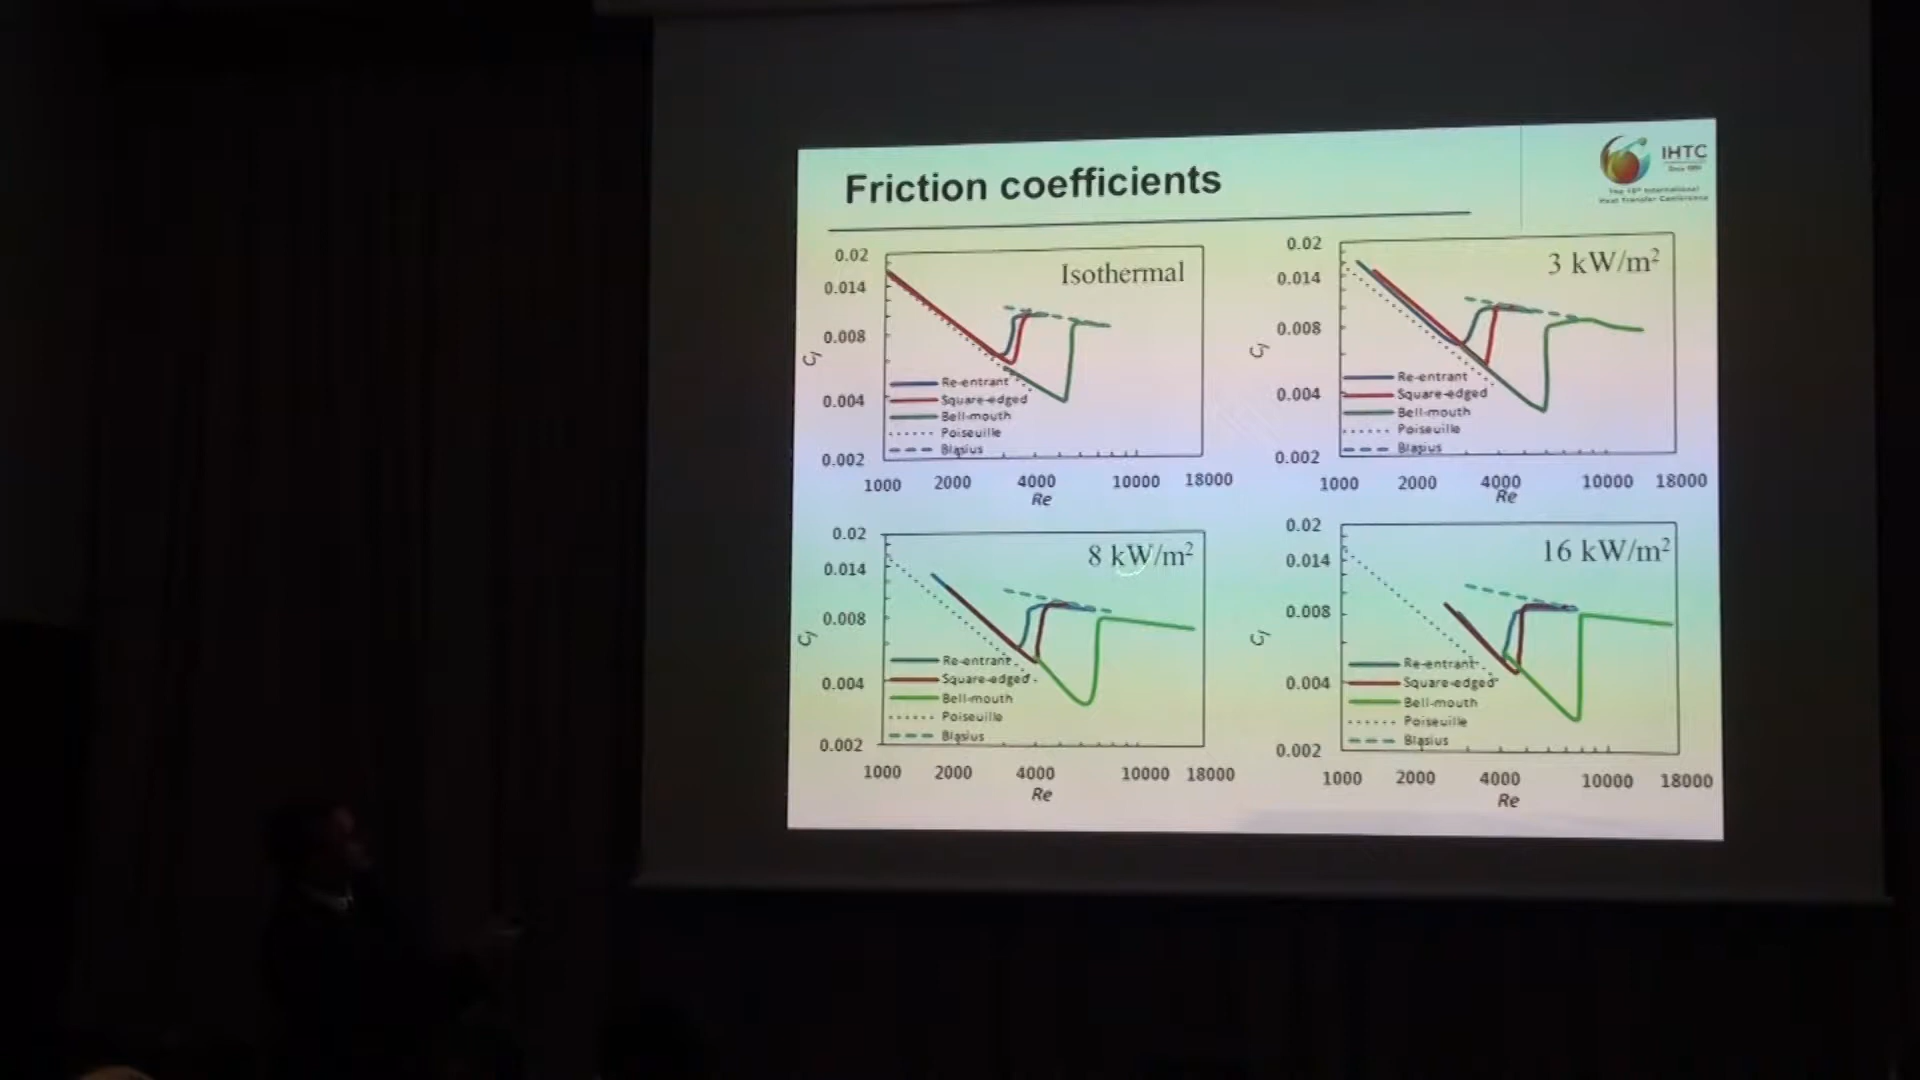 Friction coefficients
IHTC
The 16th International
Heat Transfer Conference
Isothermal
0.02
0.014
0.008
0.004
0.002
Cf
Re-entrant
Square-edged
Bell-mouth
Poiseuille
Blasius
1000 2000 4000 10000 18000
Re
3 kW/m²
0.02
0.014
0.008
0.004
0.002
Cf
Re-entrant
Square-edged
Bell-mouth
Poiseuille
Blasius
1000 2000 4000 10000 18000
Re
8 kW/m²
0.02
0.014
0.008
0.004
0.002
Cf
Re-entrant
Square-edged
Bell-mouth
Poiseuille
Blasius
1000 2000 4000 10000 18000
Re
16 kW/m²
0.02
0.014
0.008
0.004
0.002
Cf
Re-entrant
Square-edged
Bell-mouth
Poiseuille
Blasius
1000 2000 4000 10000 18000
Re